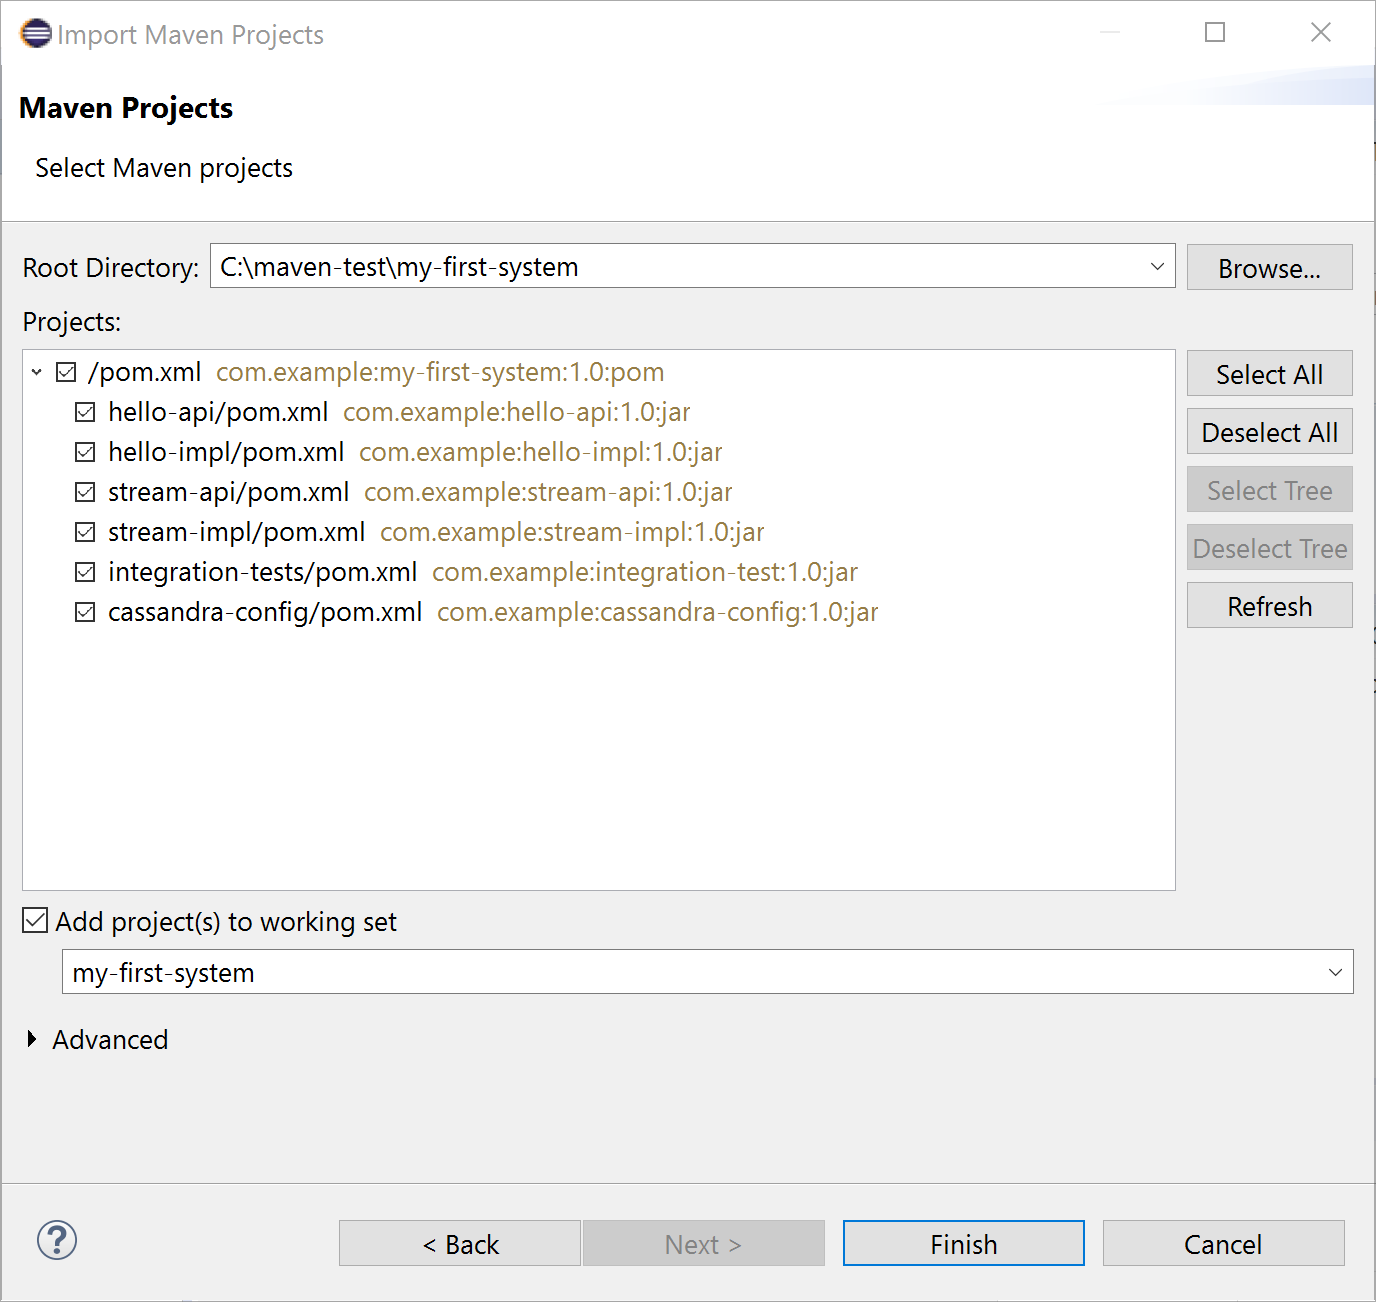 Import Maven Projects
Maven Projects
Select Maven projects
Root Directory: C:\maven-test\my-first-system Browse...
Projects:
/pom.xml com.example:my-first-system:1.0:pom
hello-api/pom.xml com.example:hello-api:1.0:jar
hello-impl/pom.xml com.example:hello-impl:1.0:jar
stream-api/pom.xml com.example:stream-api:1.0:jar
stream-impl/pom.xml com.example:stream-impl:1.0:jar
integration-tests/pom.xml com.example:integration-test:1.0:jar
cassandra-config/pom.xml com.example:cassandra-config:1.0:jar
Select All
Deselect All
Select Tree
Deselect Tree
Refresh
Add project(s) to working set
my-first-system
Advanced
? < Back Next > Finish Cancel